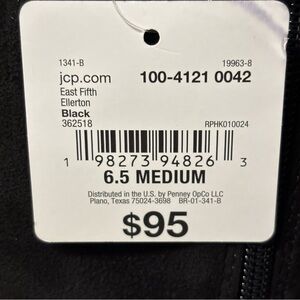 1341-B 19963-8
jcp.com 100-4121 0042
East Fifth
Ellerton
Black
362518 RPHK010024
1 98273 94826 3
6.5 MEDIUM
Distributed in the U.S. by Penney OpCo LLC
Plano, Texas 75024-3698 BR-01-341-B
$95